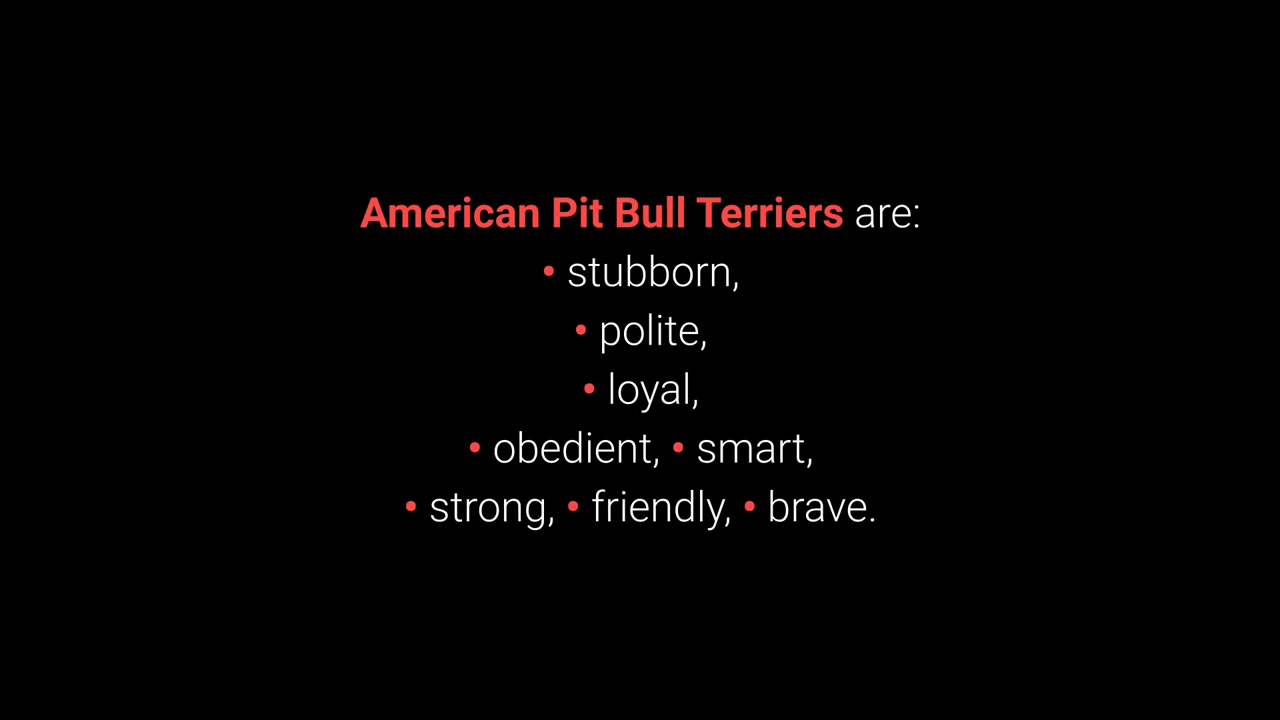 American Pit Bull Terriers are:
• stubborn,
• polite,
• loyal,
• obedient, • smart,
• strong, • friendly, • brave.